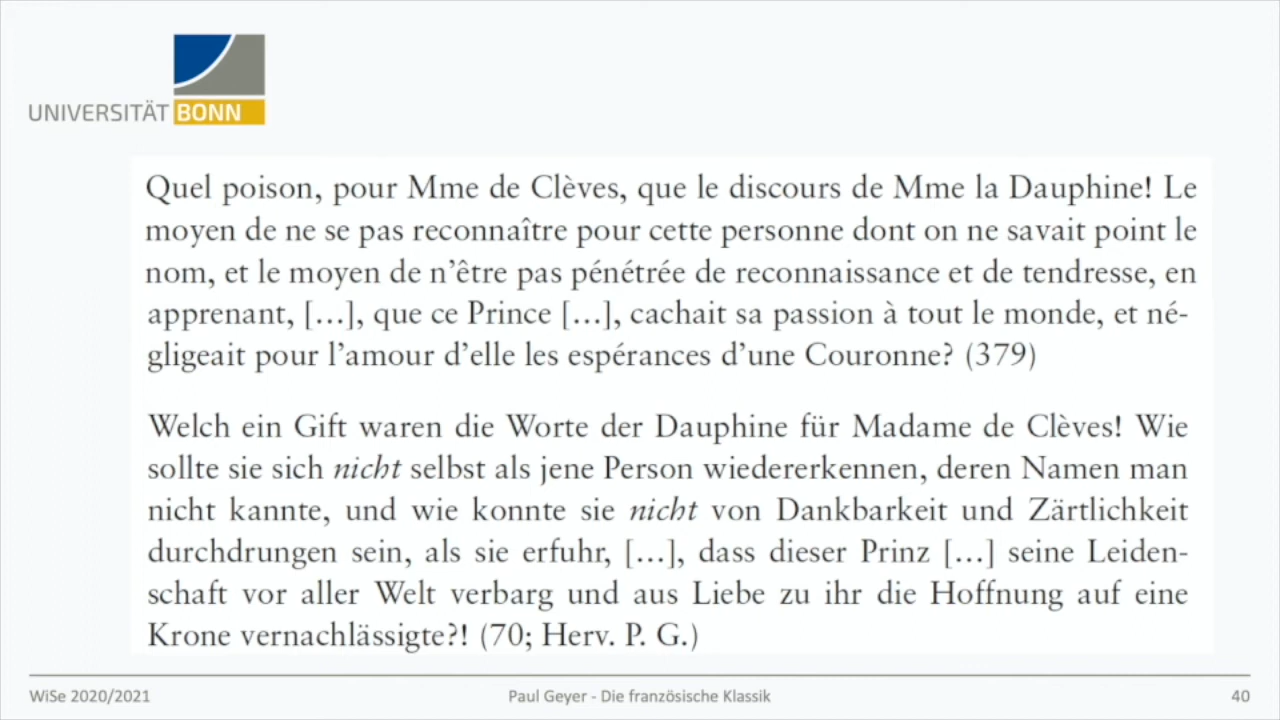 UNIVERSITÄT BONN
Quel poison, pour Mme de Clèves, que le discours de Mme la Dauphine! Le
moyen de ne se pas reconnaître pour cette personne dont on ne savait point le
nom, et le moyen de n’être pas pénétrée de reconnaissance et de tendresse, en
apprenant, […], que ce Prince […], cachait sa passion à tout le monde, et né-
gligeait pour l’amour d’elle les espérances d’une Couronne? (379)
Welch ein Gift waren die Worte der Dauphine für Madame de Clèves! Wie
sollte sie sich nicht selbst als jene Person wiedererkennen, deren Namen man
nicht kannte, und wie konnte sie nicht von Dankbarkeit und Zärtlichkeit
durchdrungen sein, als sie erfuhr, […], dass dieser Prinz […] seine Leiden-
schaft vor aller Welt verbarg und aus Liebe zu ihr die Hoffnung auf eine
Krone vernachlässigte?! (70; Herv. P. G.)
WiSe 2020/2021
Paul Geyer - Die französische Klassik
40